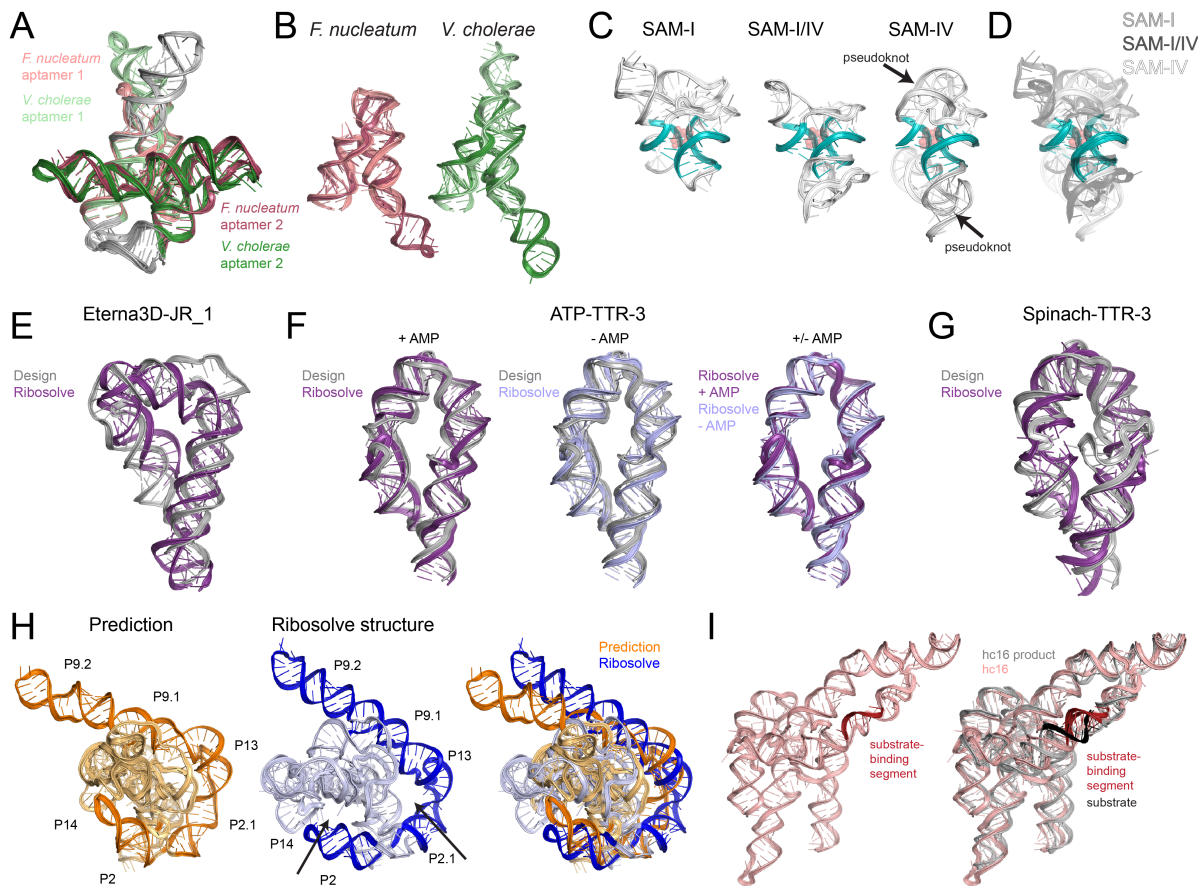 A
F. nucleatum
aptamer 1
V. cholerae
aptamer 1
F. nucleatum
aptamer 2
V. cholerae
aptamer 2
B
F. nucleatum
V. cholerae
C
SAM-I
SAM-I/IV
SAM-IV
pseudoknot
pseudoknot
D
SAM-I
SAM-I/IV
SAM-IV
E
Eterna3D-JR_1
Design
Ribosolve
F
ATP-TTR-3
+ AMP
Design
Ribosolve
- AMP
Design
Ribosolve
+/- AMP
Ribosolve
+ AMP
Ribosolve
- AMP
G
Spinach-TTR-3
Design
Ribosolve
H
Prediction
P9.2
P9.1
P13
P14
P2.1
P2
Ribosolve structure
P9.2
P9.1
P13
P14
P2.1
P2
Prediction
Ribosolve
I
substrate-
binding
segment
hc16 product
hc16
substrate-
binding
segment
substrate